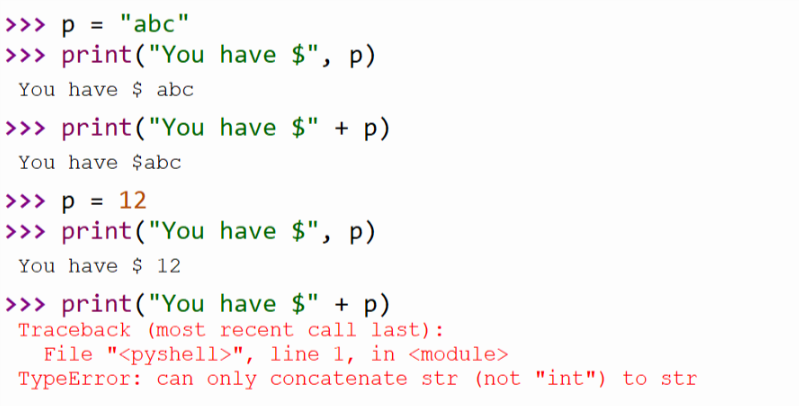 >>> p = "abc"
>>> print("You have $", p)
You have $ abc
>>> print("You have $" + p)
You have $abc
>>> p = 12
>>> print("You have $", p)
You have $ 12
>>> print("You have $" + p)
Traceback (most recent call last):
  File "<pyshell>", line 1, in <module>
TypeError: can only concatenate str (not "int") to str